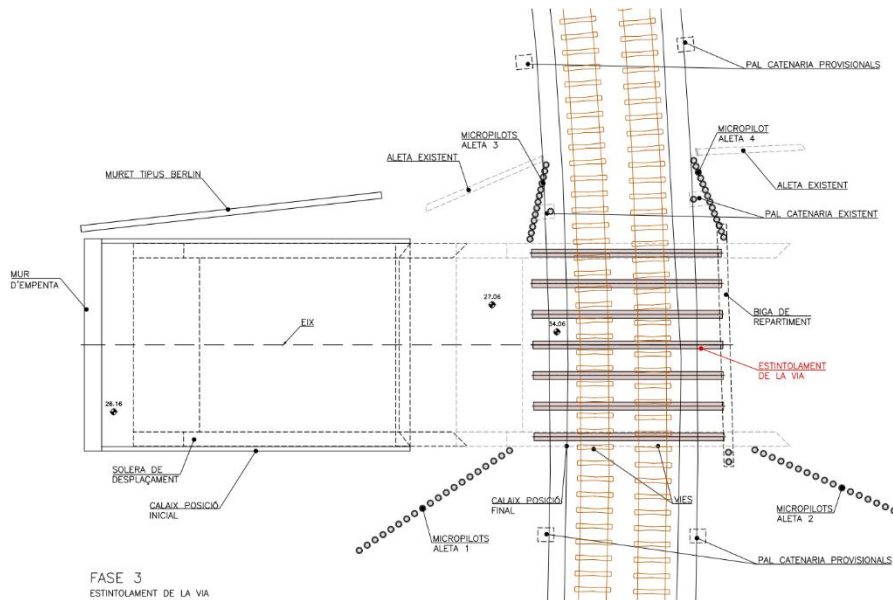 PAL CATENARIA PROVISIONALS
MICROPILOTS
ALETA 3
MICROPILOT
ALETA 4
ALETA EXISTENT
MURET TIPUS BERLIN
ALETA EXISTENT
PAL CATENARIA EXISTENT
MUR
D'EMPENTA
27.06
34.06
EIX
BIGA DE
REPARTIMENT
ESTINTOLAMENT
DE LA VIA
26.16
SOLERA DE
DESPLAÇAMENT
CALAIX POSICIÓ
INICIAL
CALAIX POSICIÓ
FINAL
VIES
MICROPILOTS
ALETA 1
MICROPILOTS
ALETA 2
PAL CATENARIA PROVISIONALS
FASE 3
ESTINTOLAMENT DE LA VIA